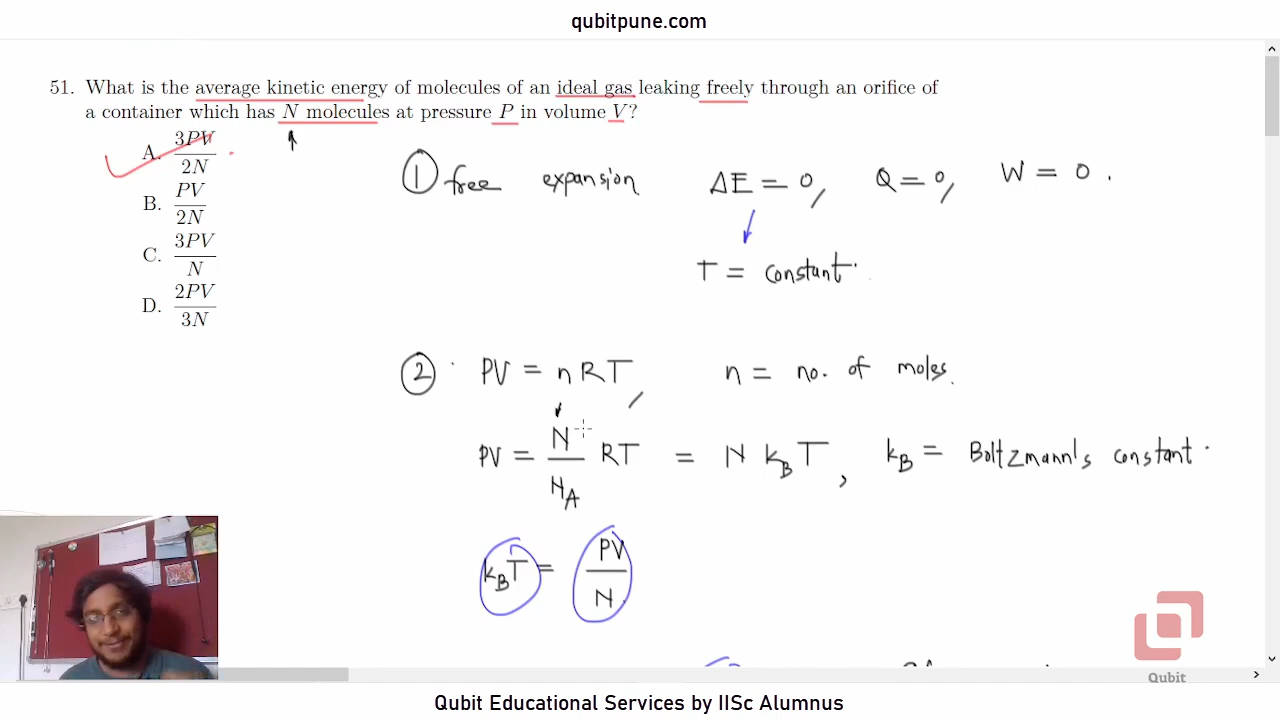 qubitpune.com
51. What is the average kinetic energy of molecules of an ideal gas leaking freely through an orifice of
a container which has N molecules at pressure P in volume V?
A. 3PV/2N
B. PV/2N
C. 3PV/N
D. 2PV/3N
① free expansion ΔE = 0, Q = 0, W = 0.
T = constant.
② PV = nRT, n = no. of moles.
PV = N/N_A RT = N k_B T, k_B = Boltzmann's constant.
k_B T = PV/N
Qubit
Qubit Educational Services by IISc Alumnus